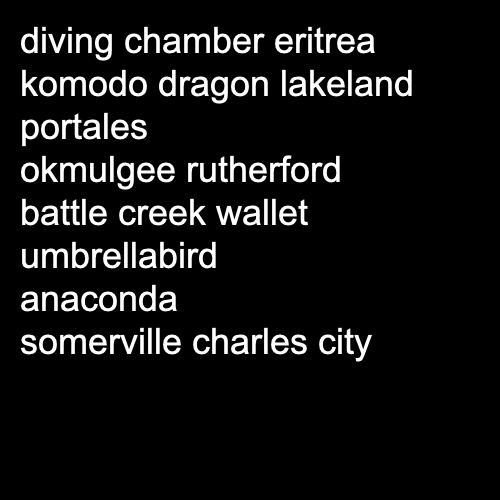 diving chamber eritrea
komodo dragon lakeland
portales
okmulgee rutherford
battle creek wallet
umbrellabird
anaconda
somerville charles city